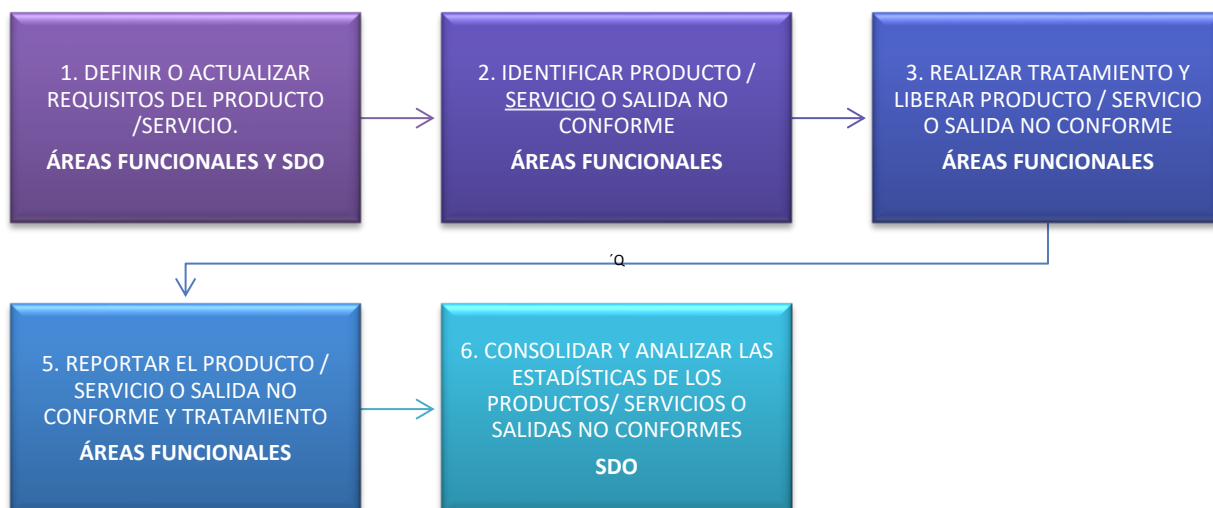 1. DEFINIR O ACTUALIZAR
REQUISITOS DEL PRODUCTO
/SERVICIO.
ÁREAS FUNCIONALES Y SDO
2. IDENTIFICAR PRODUCTO /
SERVICIO O SALIDA NO
CONFORME
ÁREAS FUNCIONALES
3. REALIZAR TRATAMIENTO Y
LIBERAR PRODUCTO / SERVICIO
O SALIDA NO CONFORME
ÁREAS FUNCIONALES
´Q
5. REPORTAR EL PRODUCTO /
SERVICIO O SALIDA NO
CONFORME Y TRATAMIENTO
ÁREAS FUNCIONALES
6. CONSOLIDAR Y ANALIZAR LAS
ESTADÍSTICAS DE LOS
PRODUCTOS/ SERVICIOS O
SALIDAS NO CONFORMES
SDO